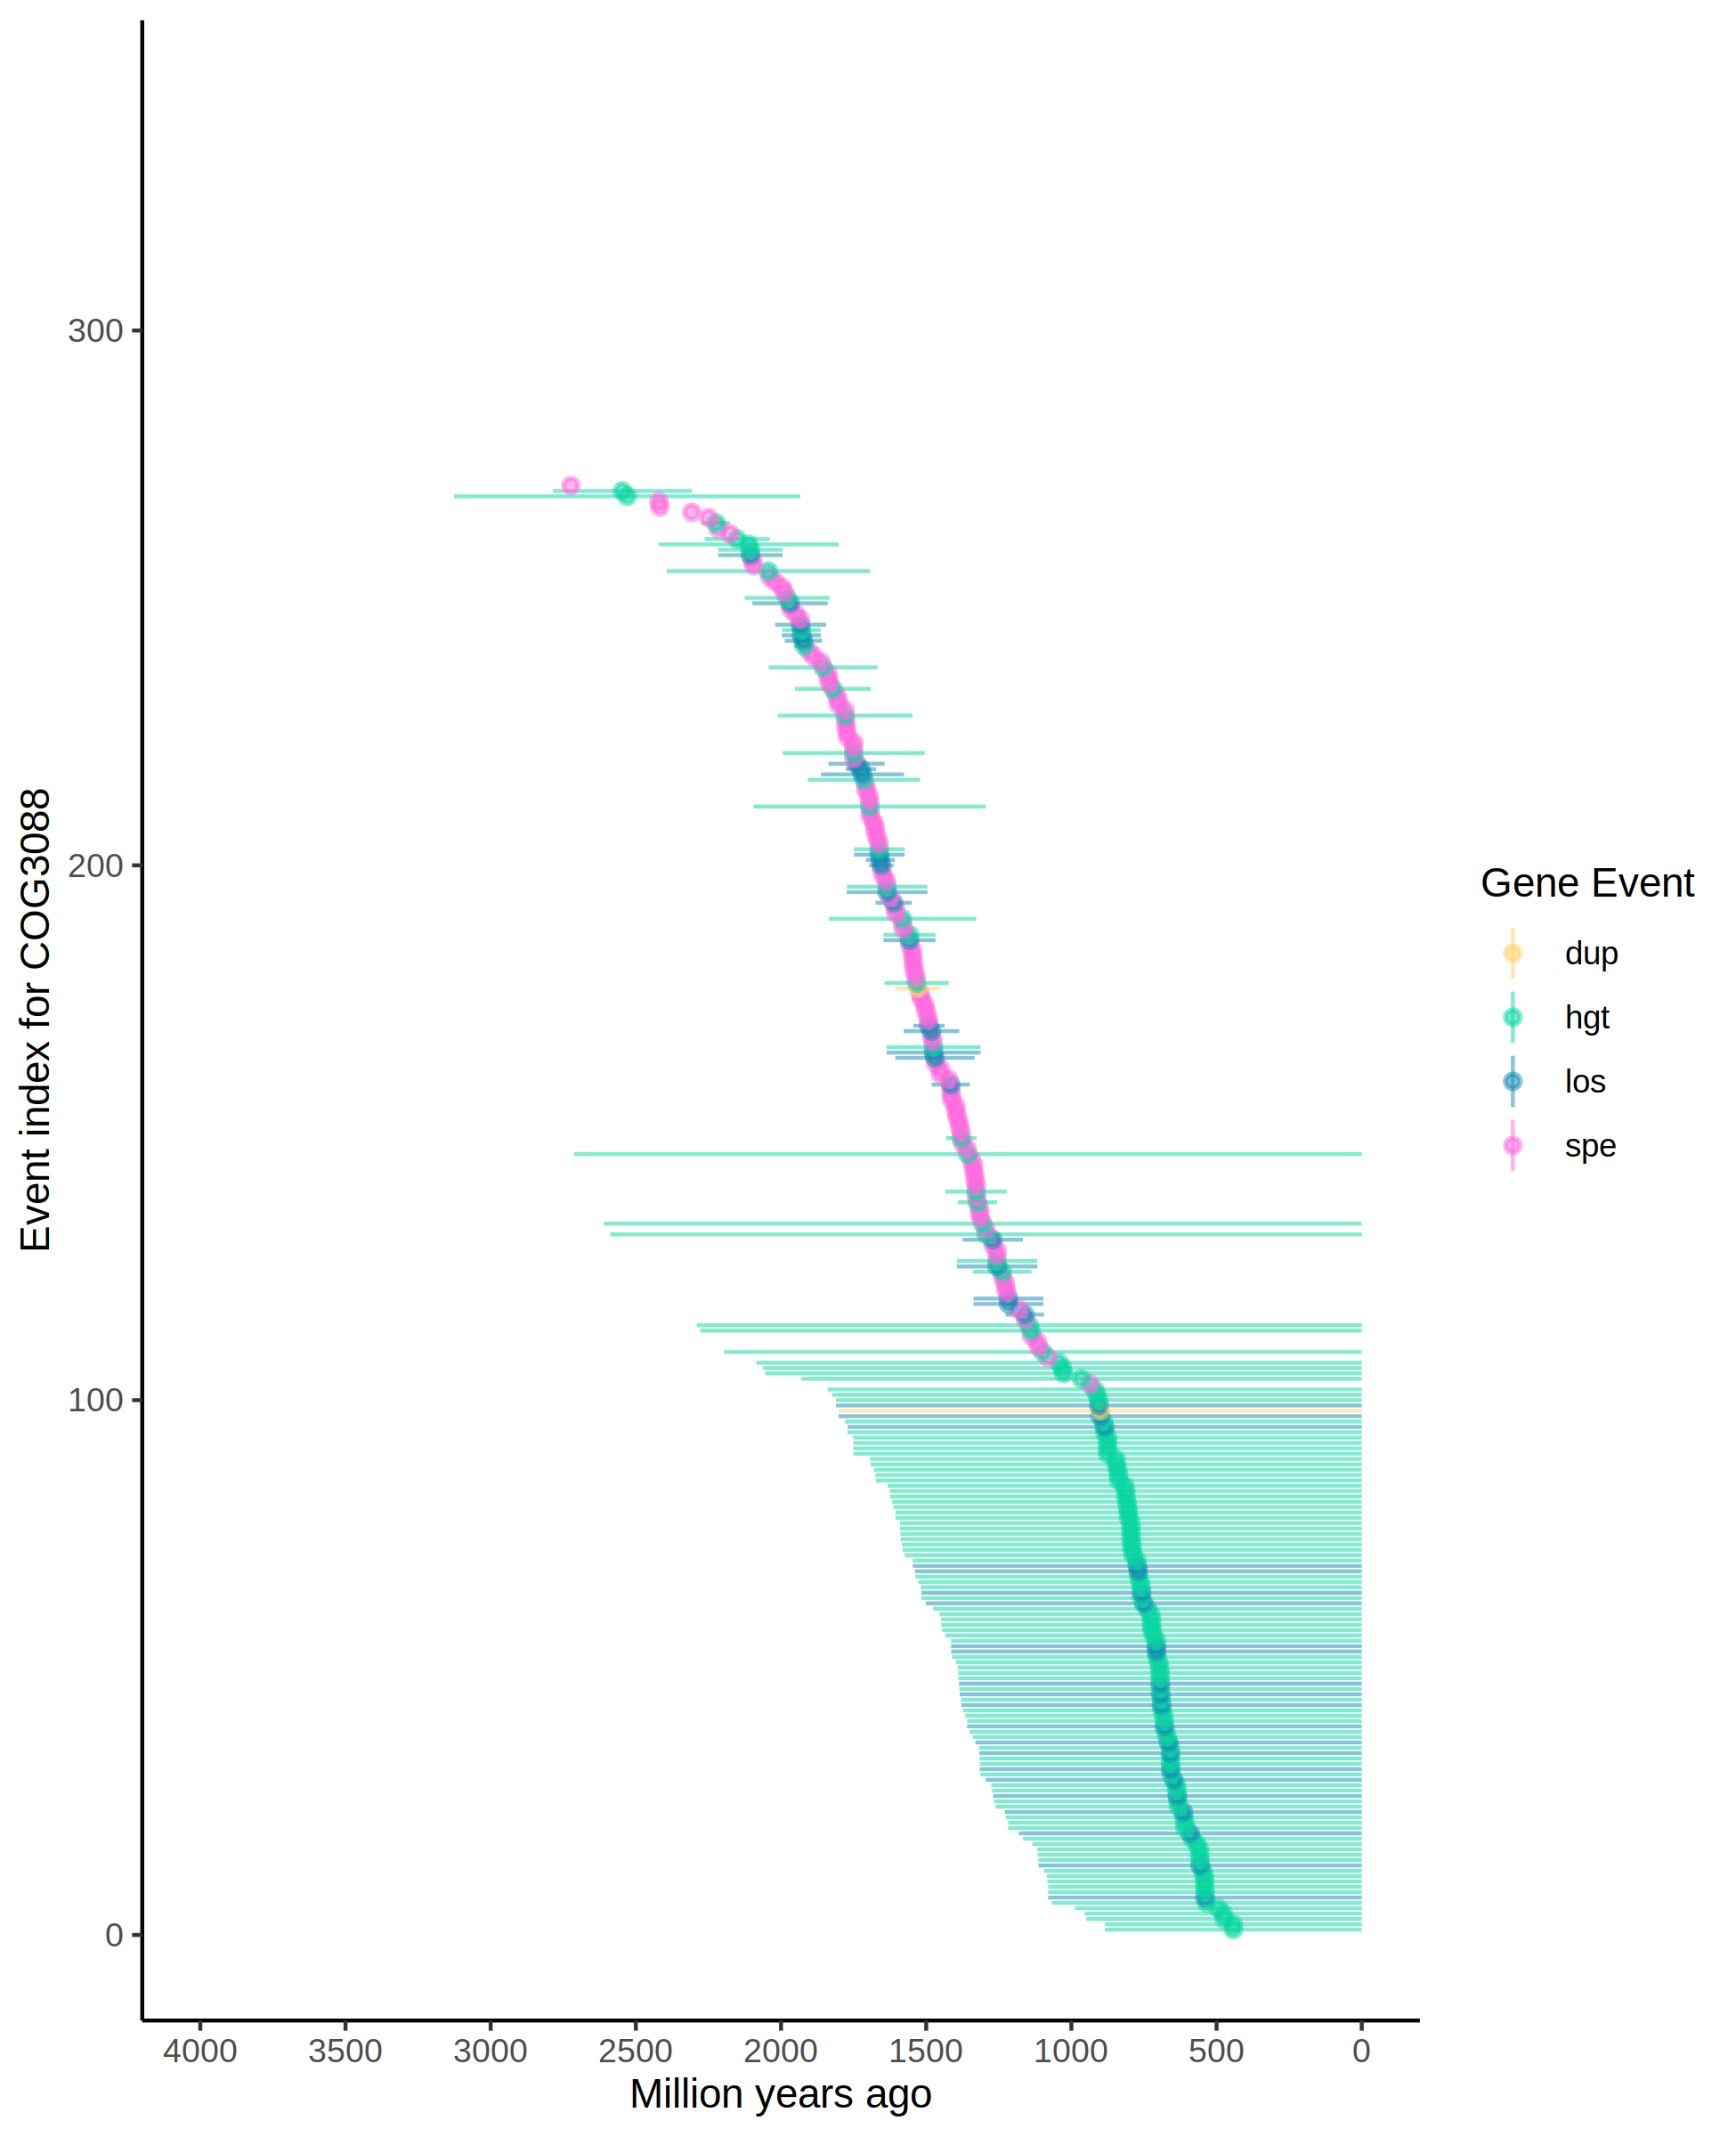 Event index for COG3088
300
200
100
0
4000 3500 3000 2500 2000 1500 1000 500 0
Million years ago
Gene Event
dup
hgt
los
spe